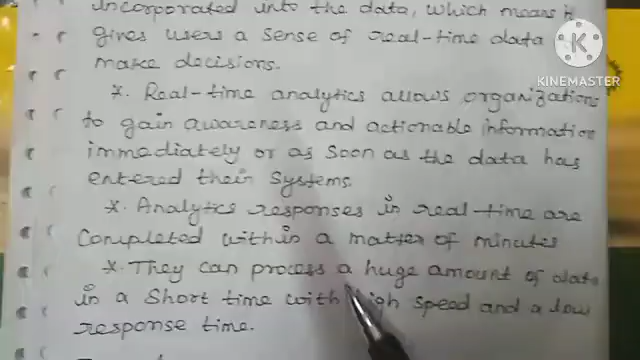 incorporated into the data, which means it
gives users a sense of real-time data
make decisions.
* Real-time analytics allows organizations
to gain awareness and actionable information
immediately or as soon as the data has
entered their systems.
* Analytics responses in real-time are
completed within a matter of minutes
* They can process a huge amount of data
in a short time with high speed and a low
response time.
KINEMASTER